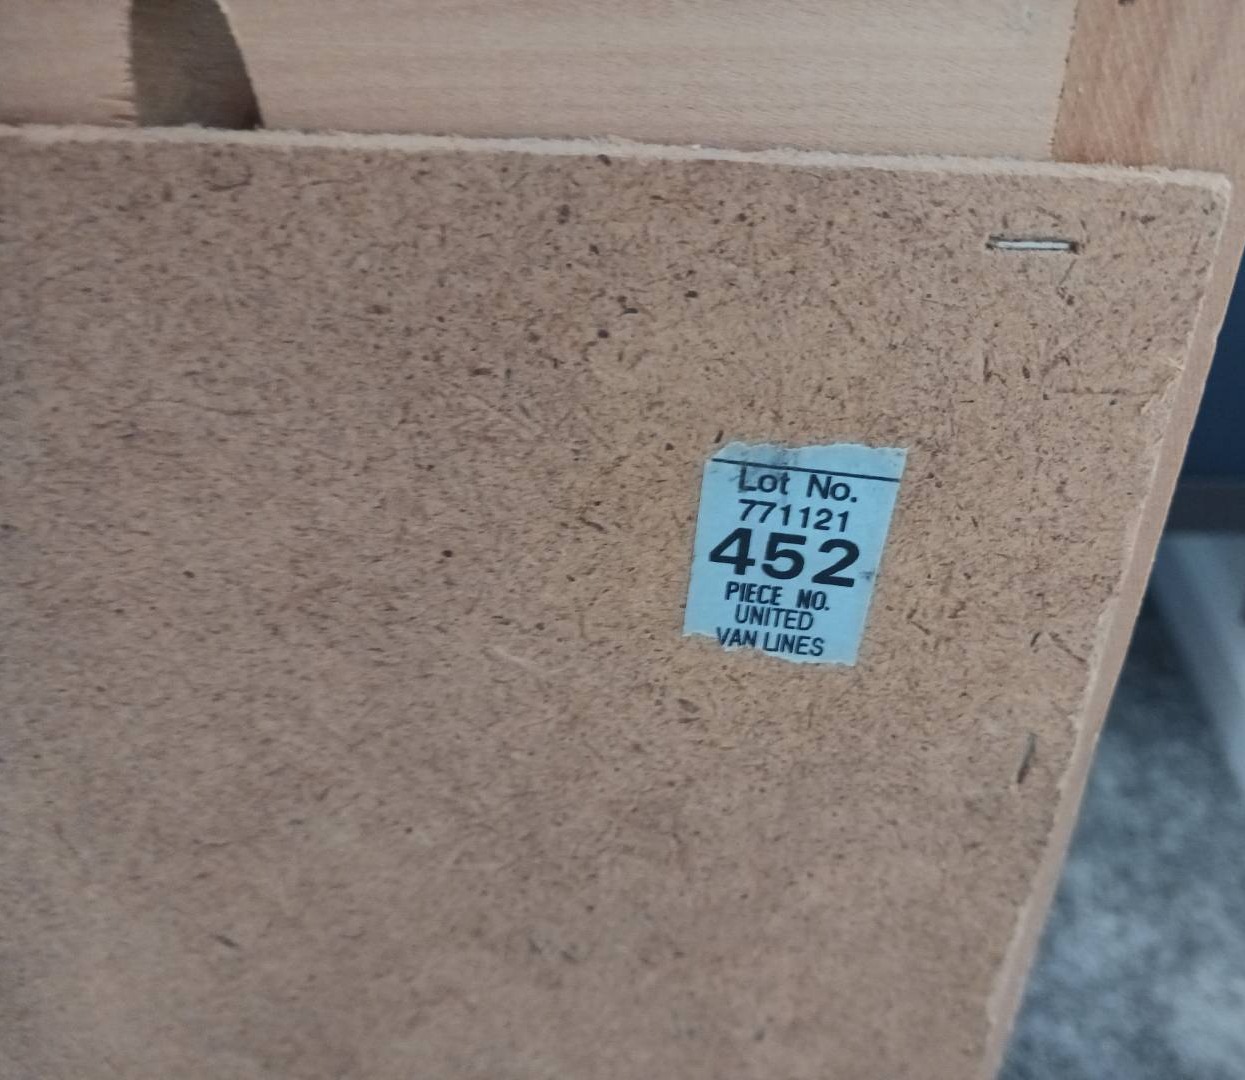 Lot No.
771121
452
PIECE NO.
UNITED
VAN LINES